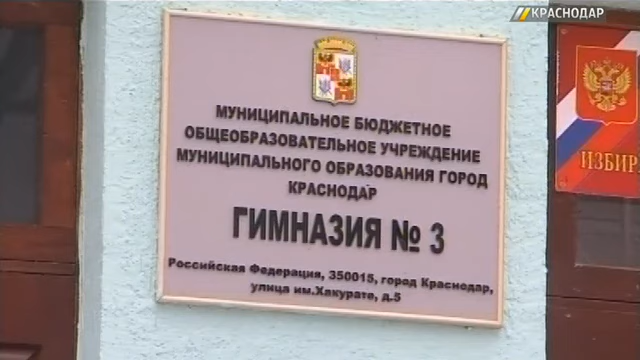 КРАСНОДАР
МУНИЦИПАЛЬНОЕ БЮДЖЕТНОЕ
ОБЩЕОБРАЗОВАТЕЛЬНОЕ УЧРЕЖДЕНИЕ
МУНИЦИПАЛЬНОГО ОБРАЗОВАНИЯ ГОРОД
КРАСНОДАР
ГИМНАЗИЯ № 3
Российская Федерация, 350015, город Краснодар,
улица им.Хакурате, д.5
ИЗБИРА